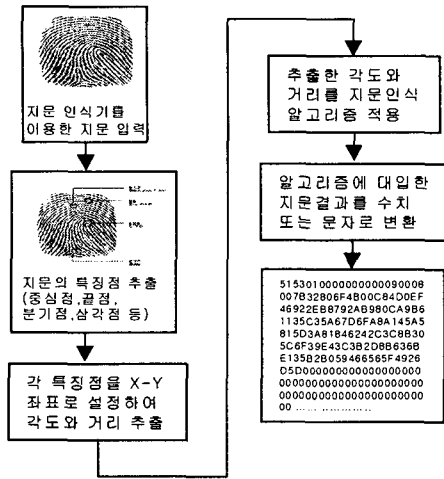 지문 인식기를
이용한 지문 입력
지문의 특징점 추출
(중심점,끝점,
분기점,삼각점 등)
각 특징점을 X-Y
좌표로 설정하여
각도와 거리 추출
추출한 각도와
거리를 지문인식
알고리즘 적용
알고리즘에 대입한
지문결과를 수치
또는 문자로 변환
5153010000000000090008
007B32806F4B00C84D0EF
46922EB8792AB980CA9B6
1135C35A67D6FA8A145A5
815D3A81846242C3C8B30
5C6F39E43C3B2D8B636B
E135B2B059466565F4926
D5D000000000000000000
000000000000000000000
000000000000000000000
00 ... ..................